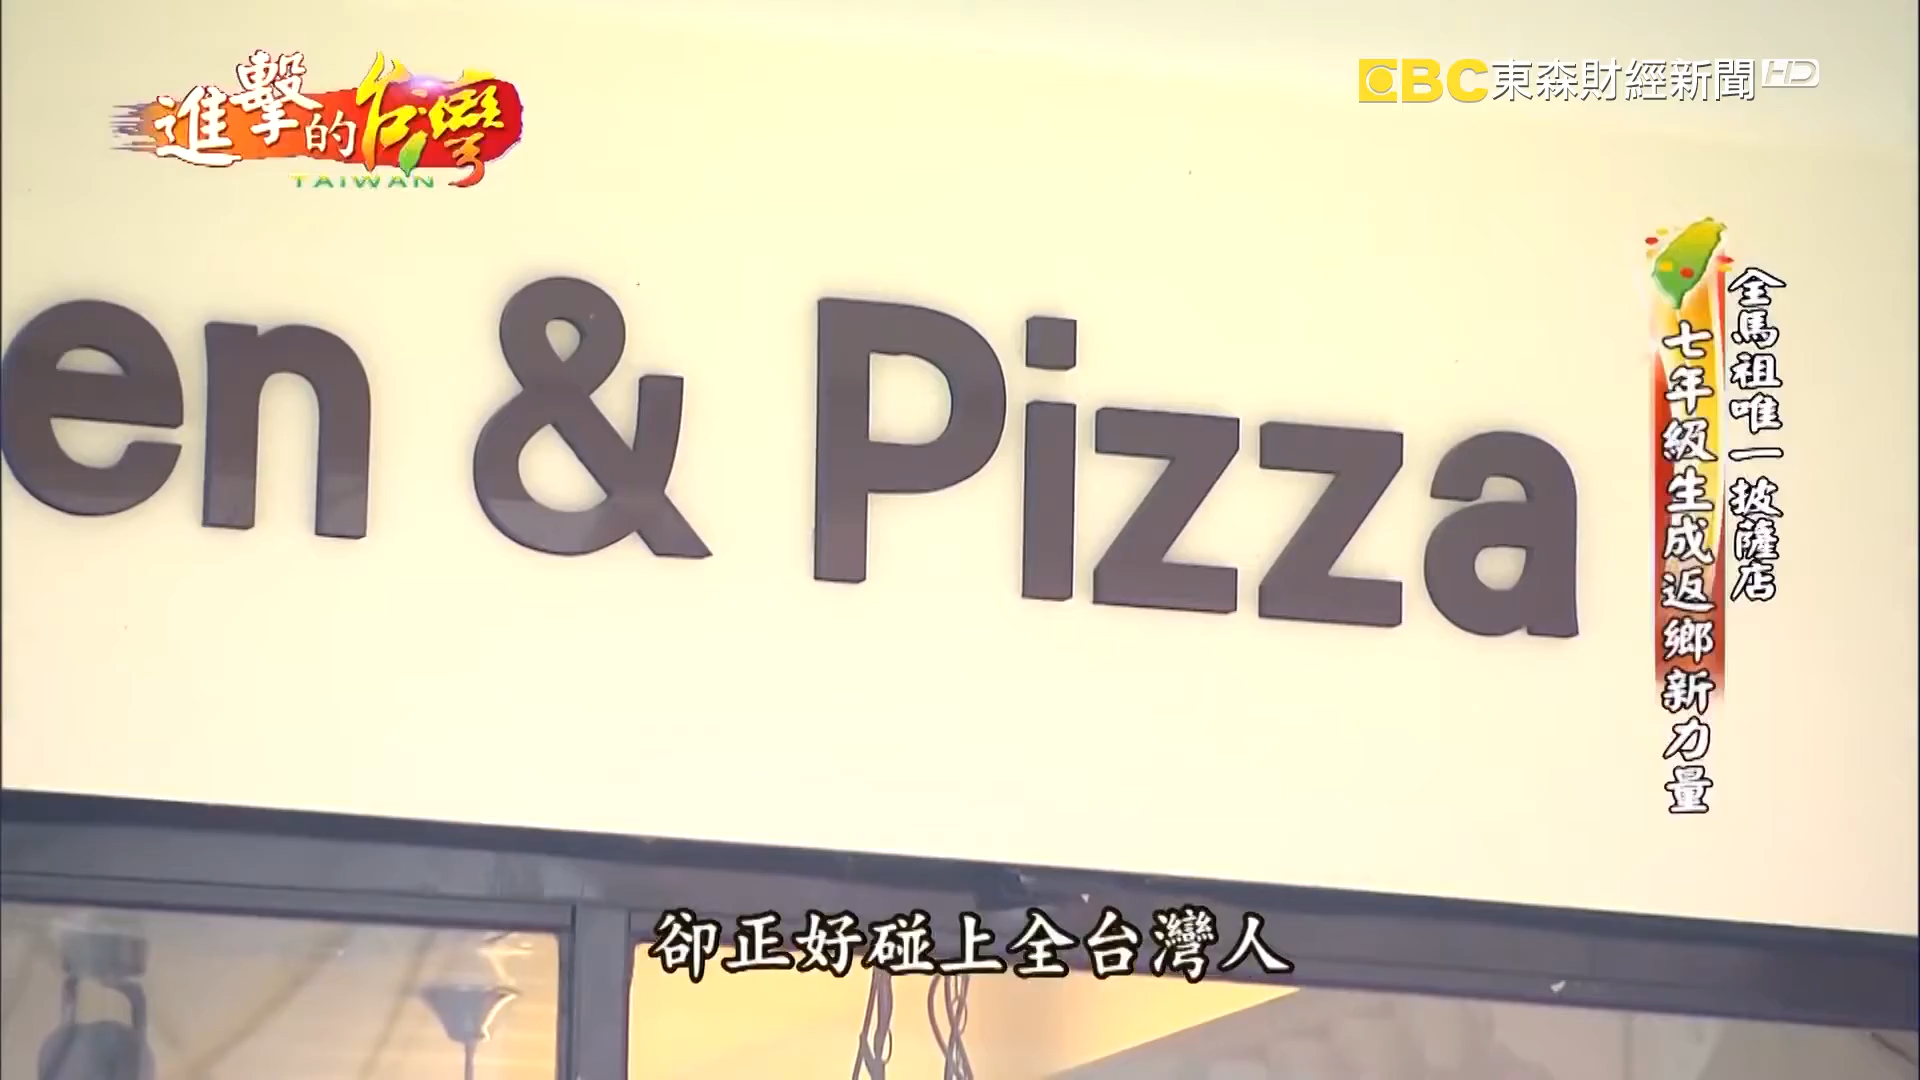 進擊的台灣
TAIWAN
EBC東森財經新聞HD
en & Pizza
全馬祖唯一披薩店
七年級生成返鄉新力量
卻正好碰上全台灣人